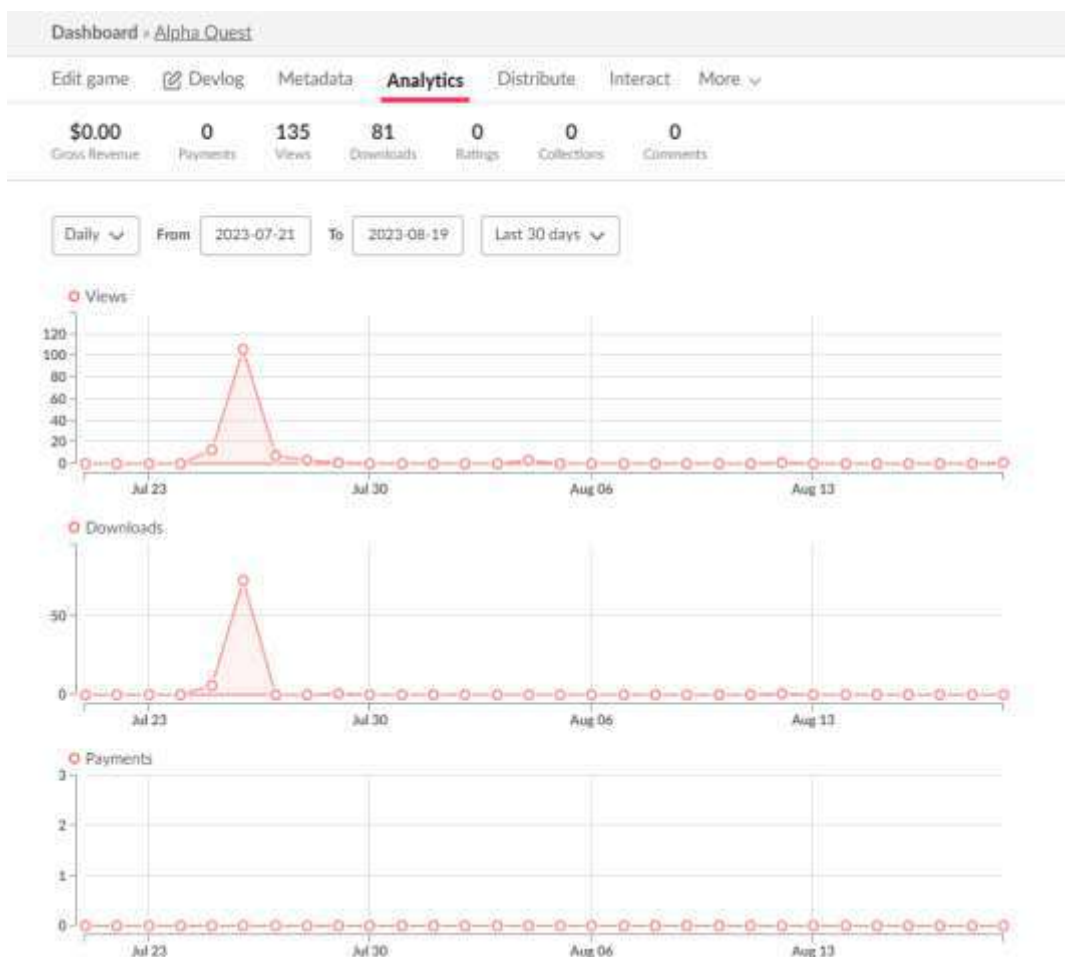 Dashboard » Alpha Quest
Edit game Devlog Metadata Analytics Distribute Interact More
$0.00 0 135 81 0 0 0
Gross Revenue Payments Views Downloads Ratings Collections Comments
Daily From 2023-07-21 To 2023-08-19 Last 30 days
Views
120
100
80
60
40
20
0
Jul 23 Jul 30 Aug 06 Aug 13
Downloads
50
0
Jul 23 Jul 30 Aug 06 Aug 13
Payments
3
2
1
0
Jul 23 Jul 30 Aug 06 Aug 13